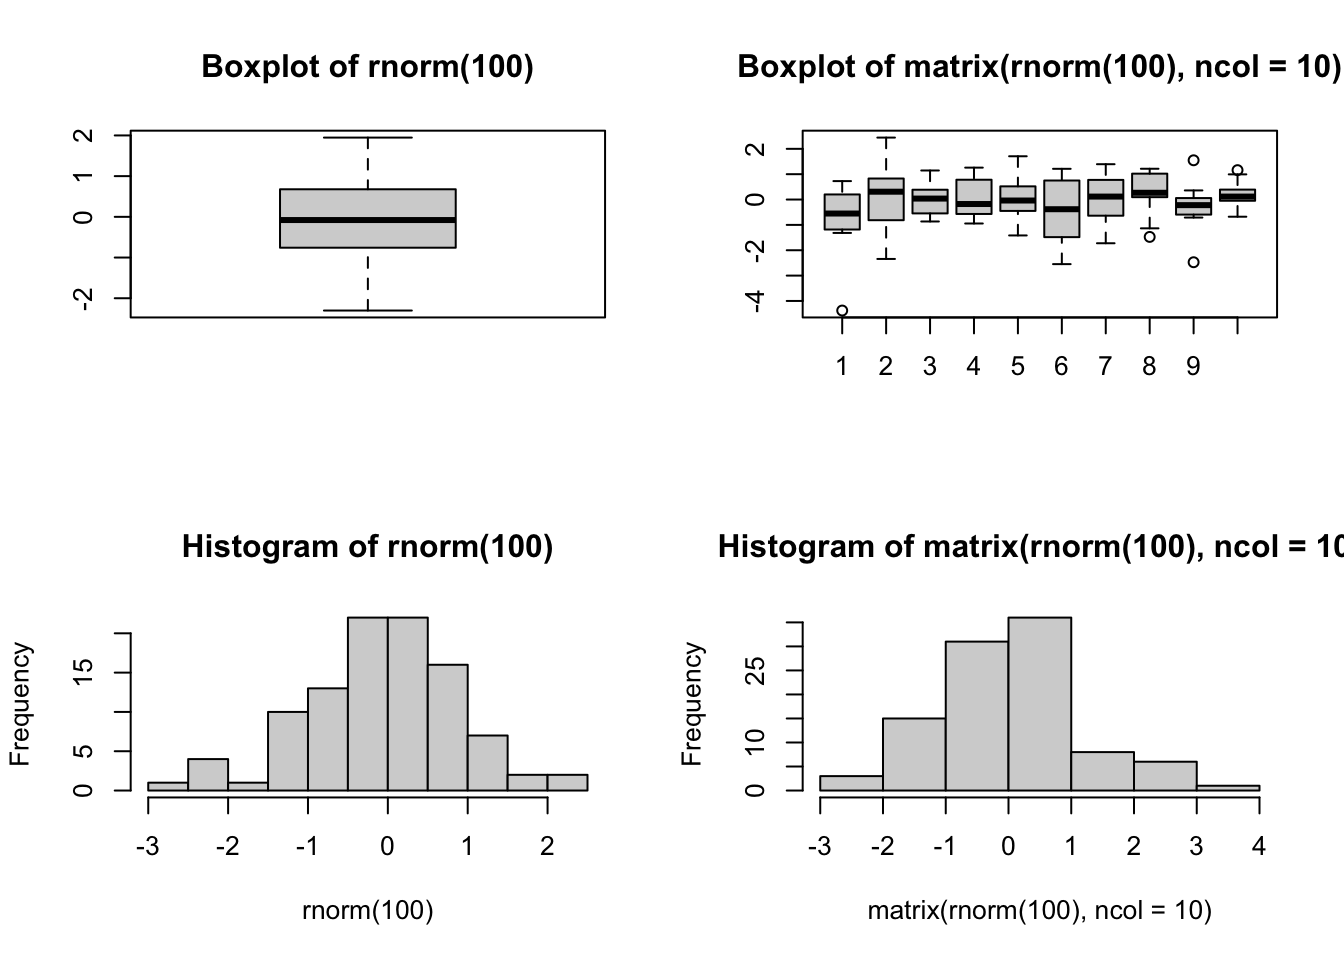 Boxplot of rnorm(100)
2
1
0
-2
Boxplot of matrix(rnorm(100), ncol = 10)
2
0
-2
-4
1 2 3 4 5 6 7 8 9
Histogram of rnorm(100)
Frequency
15
5
0
-3 -2 -1 0 1 2
rnorm(100)
Histogram of matrix(rnorm(100), ncol = 10
Frequency
25
10
0
-3 -2 -1 0 1 2 3 4
matrix(rnorm(100), ncol = 10)